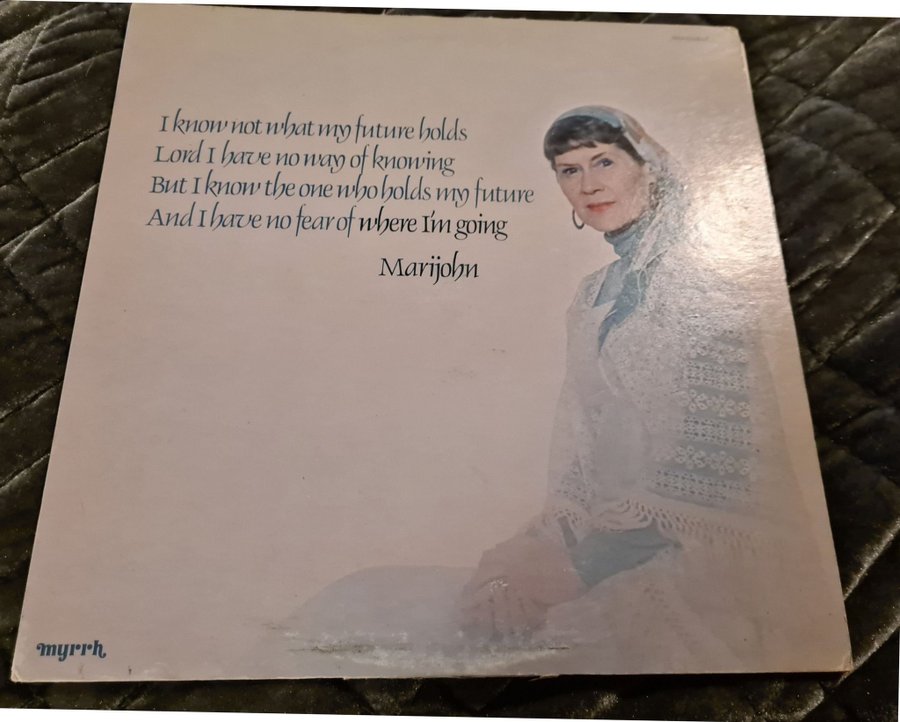 I know not what my future holds
Lord I have no way of knowing
But I know the one who holds my future
And I have no fear of where I'm going
Marijohn
myrrh